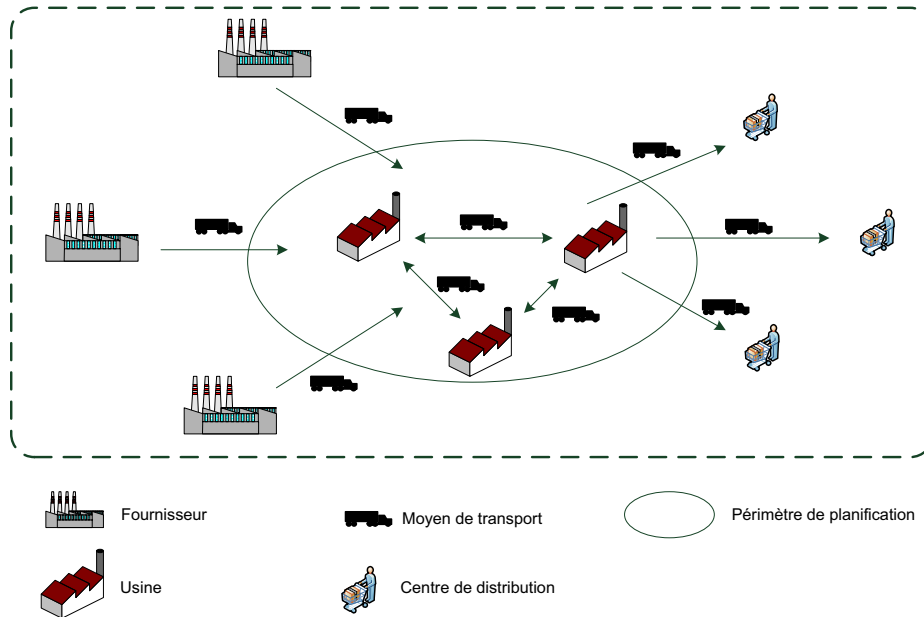 Fournisseur
Moyen de transport
Périmètre de planification
Usine
Centre de distribution